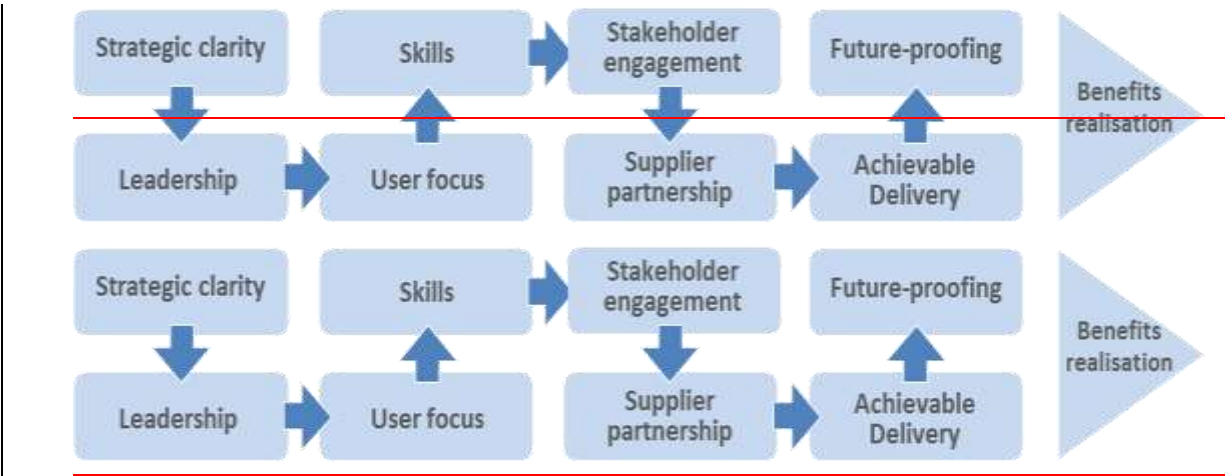 Strategic clarity
Leadership
User focus
Skills
Stakeholder
engagement
Supplier
partnership
Achievable
Delivery
Future-proofing
Benefits
realisation
Strategic clarity
Leadership
User focus
Skills
Stakeholder
engagement
Supplier
partnership
Achievable
Delivery
Future-proofing
Benefits
realisation